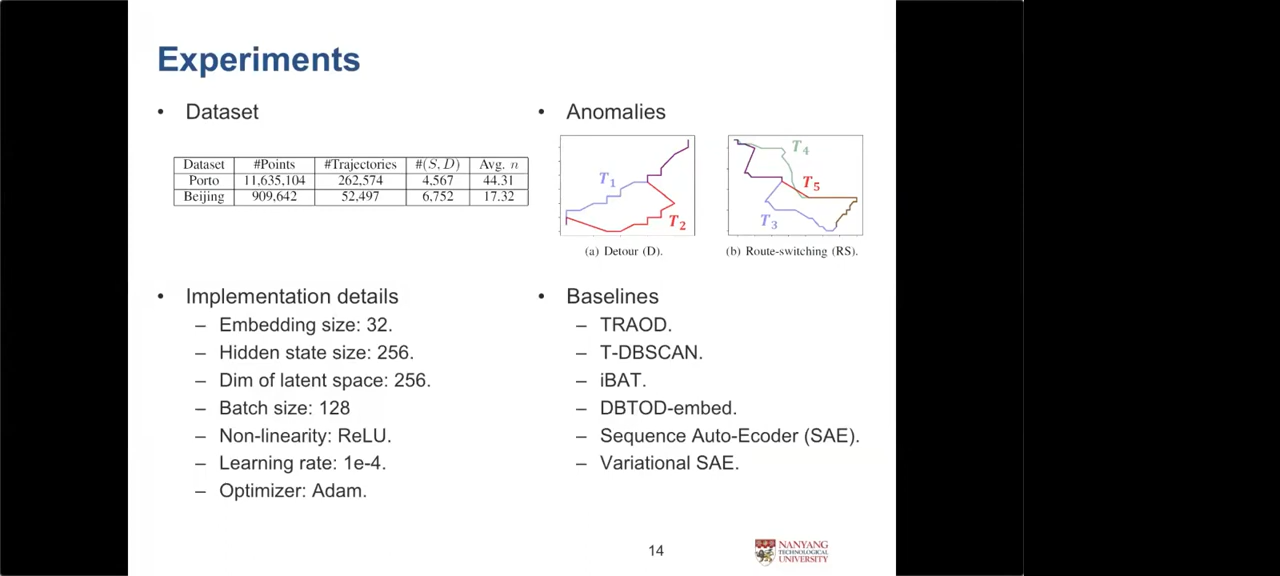 Experiments
• Dataset
Dataset #Points #Trajectories #(S, D) Avg. n
Porto 11,635,104 262,574 4,567 44.31
Beijing 909,642 52,497 6,752 17.32
• Anomalies
T1
T2
(a) Detour (D).
T4
T5
T3
(b) Route-switching (RS).
• Implementation details
– Embedding size: 32.
– Hidden state size: 256.
– Dim of latent space: 256.
– Batch size: 128
– Non-linearity: ReLU.
– Learning rate: 1e-4.
– Optimizer: Adam.
• Baselines
– TRAOD.
– T-DBSCAN.
– iBAT.
– DBTOD-embed.
– Sequence Auto-Ecoder (SAE).
– Variational SAE.
14
NANYANG
TECHNOLOGICAL
UNIVERSITY